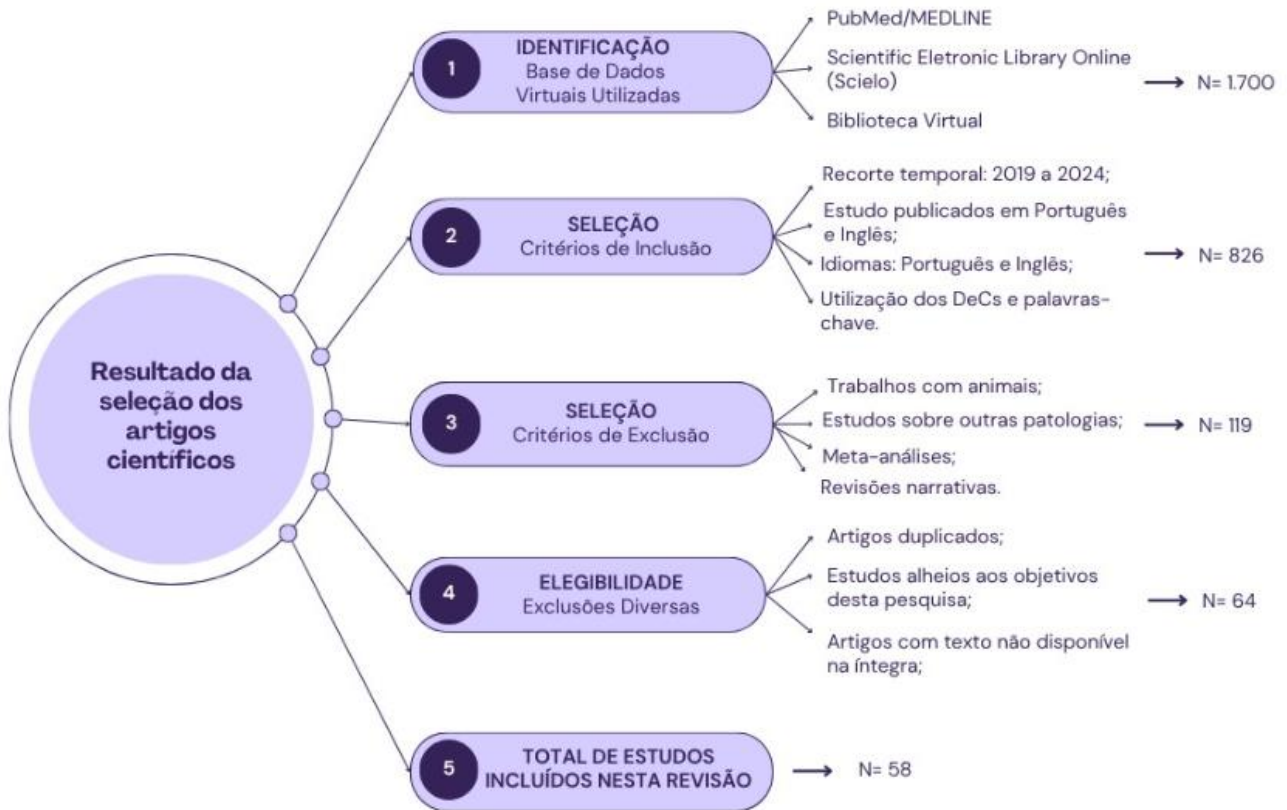 Resultado da
seleção dos
artigos
científicos
1
IDENTIFICAÇÃO
Base de Dados
Virtuais Utilizadas
PubMed/MEDLINE
Scientific Eletronic Library Online
(Scielo)
Biblioteca Virtual
N= 1.700
2
SELEÇÃO
Critérios de Inclusão
Recorte temporal: 2019 a 2024;
Estudo publicados em Português
e Inglês;
Idiomas: Português e Inglês;
Utilização dos DeCs e palavras-
chave.
N= 826
3
SELEÇÃO
Critérios de Exclusão
Trabalhos com animais;
Estudos sobre outras patologias;
Meta-análises;
Revisões narrativas.
N= 119
4
ELEGIBILIDADE
Exclusões Diversas
Artigos duplicados;
Estudos alheios aos objetivos
desta pesquisa;
Artigos com texto não disponível
na íntegra;
N= 64
5
TOTAL DE ESTUDOS
INCLUÍDOS NESTA REVISÃO
N= 58